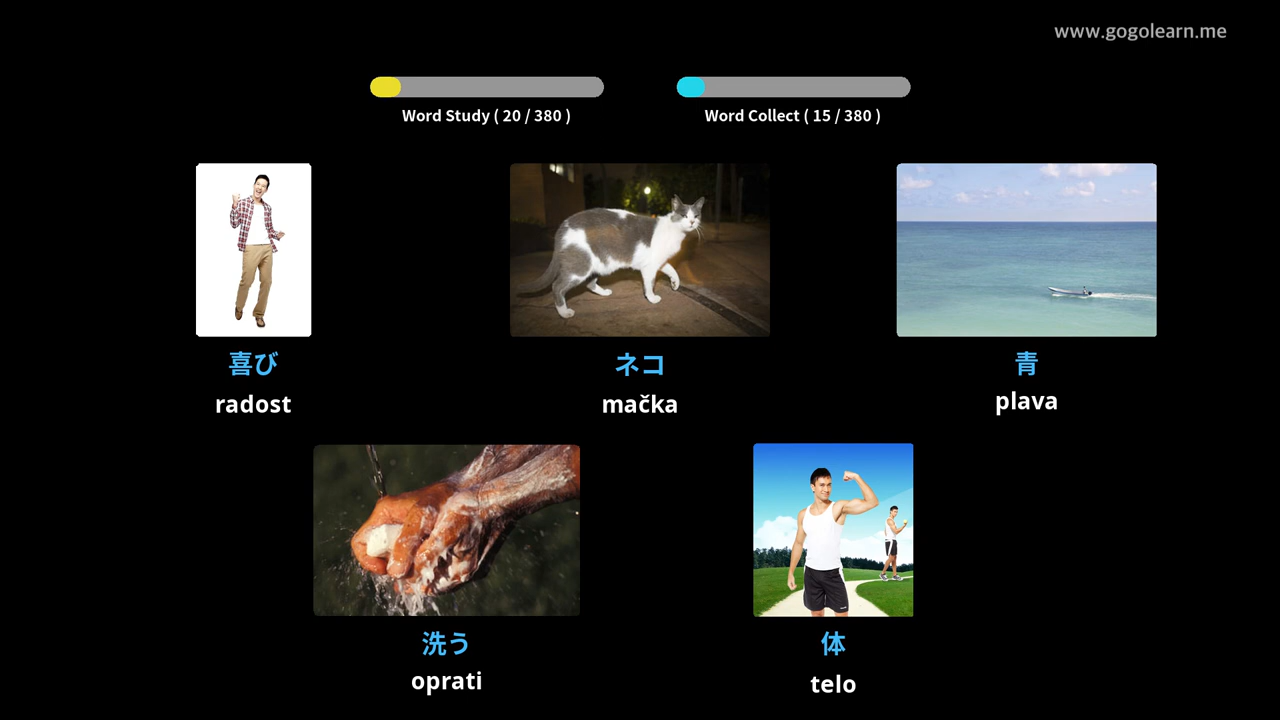 www.gogolearn.me
Word Study ( 20 / 380 )
Word Collect ( 15 / 380 )
喜び
radost
ネコ
mačka
青
plava
洗う
oprati
体
telo